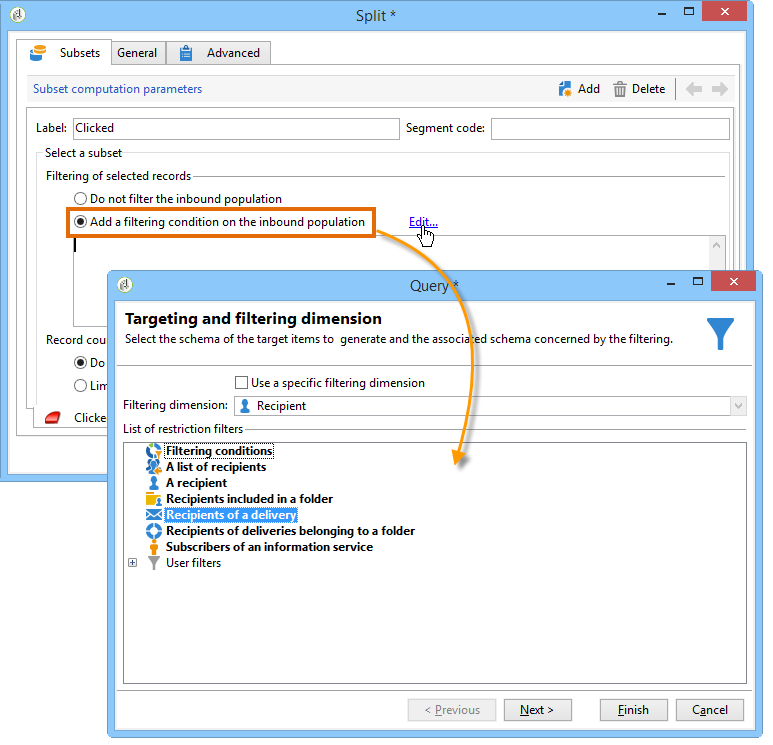 Split *
Subsets General Advanced
Subset computation parameters Add Delete
Label: Clicked Segment code:
Select a subset
Filtering of selected records
Do not filter the inbound population
Add a filtering condition on the inbound population Edit...
Query *
Targeting and filtering dimension
Select the schema of the target items to generate and the associated schema concerned by the filtering.
Record cou
Do
Lim
Clicke
Use a specific filtering dimension
Filtering dimension: Recipient
List of restriction filters
Filtering conditions
A list of recipients
A recipient
Recipients included in a folder
Recipients of a delivery
Recipients of deliveries belonging to a folder
Subscribers of an information service
User filters
< Previous Next > Finish Cancel